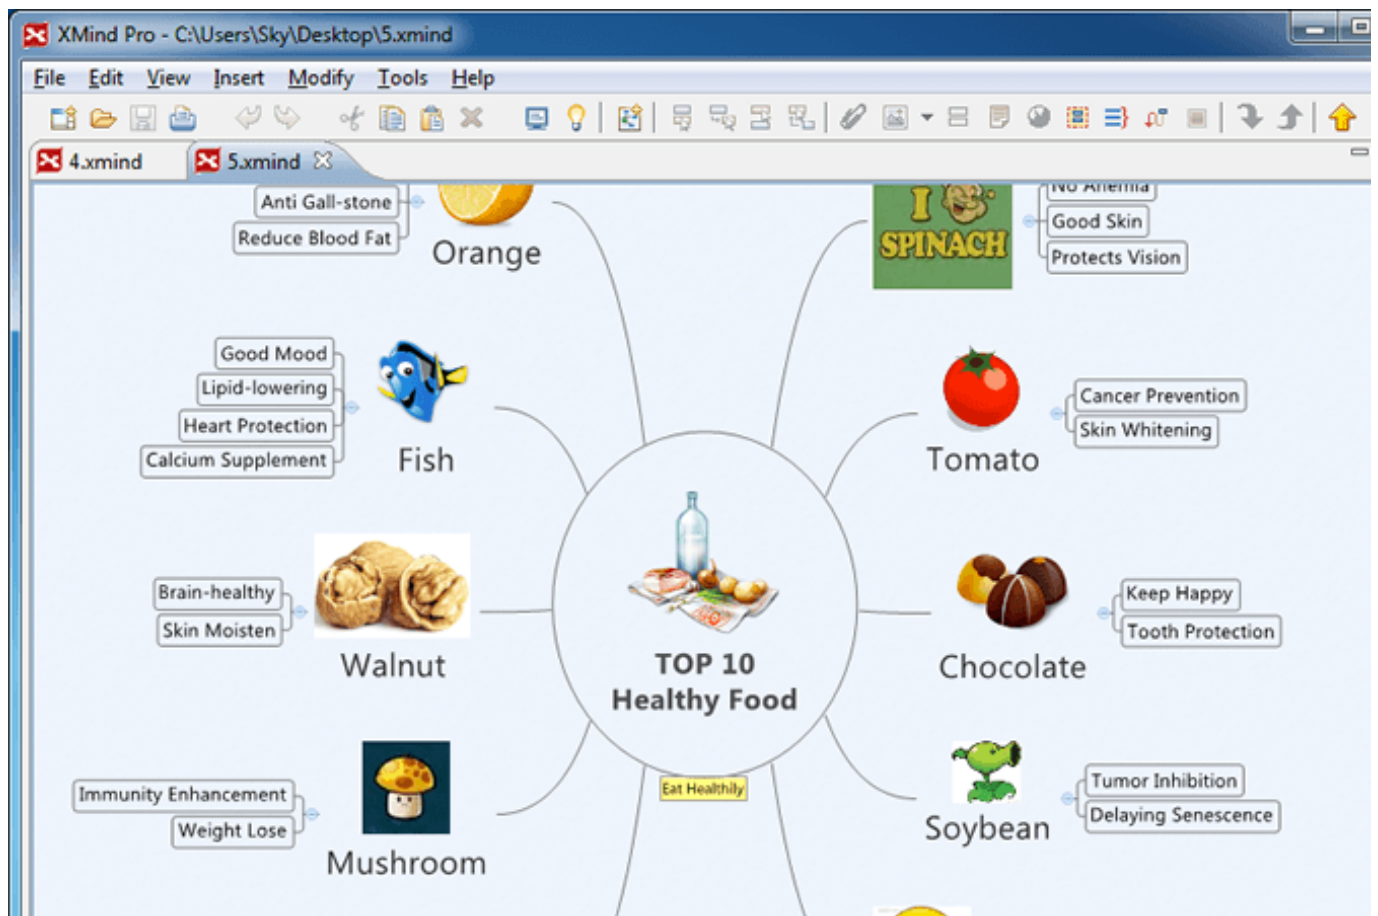 XMind Pro - C:\Users\Sky\Desktop\5.xmind
File Edit View Insert Modify Tools Help
4.xmind
5.xmind
Anti Gall-stone
Reduce Blood Fat
Orange
I
SPINACH
No Anemia
Good Skin
Protects Vision
Good Mood
Lipid-lowering
Heart Protection
Calcium Supplement
Fish
Tomato
Cancer Prevention
Skin Whitening
Brain-healthy
Skin Moisten
Walnut
TOP 10
Healthy Food
Chocolate
Keep Happy
Tooth Protection
Immunity Enhancement
Weight Lose
Mushroom
Eat Healthily
Soybean
Tumor Inhibition
Delaying Senescence